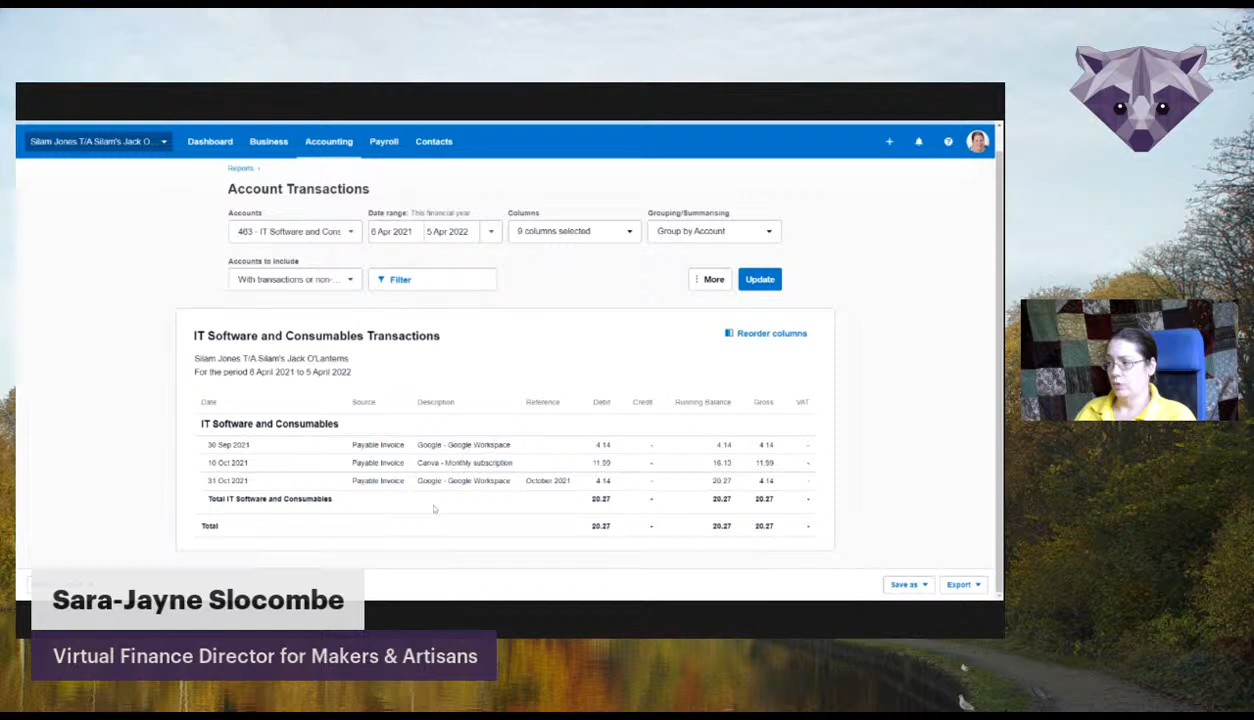 Silam Jones T/A Silam's Jack O...
Dashboard Business Accounting Payroll Contacts
Reports
Account Transactions
Accounts Date range: This financial year Columns Grouping/Summarising
463 - IT Software and Cons 6 Apr 2021 5 Apr 2022 9 columns selected Group by Account
Accounts to include
With transactions or non-... Filter More Update
IT Software and Consumables Transactions Reorder columns
Silam Jones T/A Silam's Jack O'Lanterns
For the period 6 April 2021 to 5 April 2022
Date Source Description Reference Debit Credit Running Balance Gross VAT
IT Software and Consumables
30 Sep 2021 Payable Invoice Google - Google Workspace 4.14 - 4.14 4.14 -
10 Oct 2021 Payable Invoice Canva - Monthly subscription 11.99 - 16.13 11.99 -
31 Oct 2021 Payable Invoice Google - Google Workspace October 2021 4.14 - 20.27 4.14 -
Total IT Software and Consumables 20.27 - 20.27 20.27 -
Total 20.27 - 20.27 20.27 -
Save as Export
Sara-Jayne Slocombe
Virtual Finance Director for Makers & Artisans